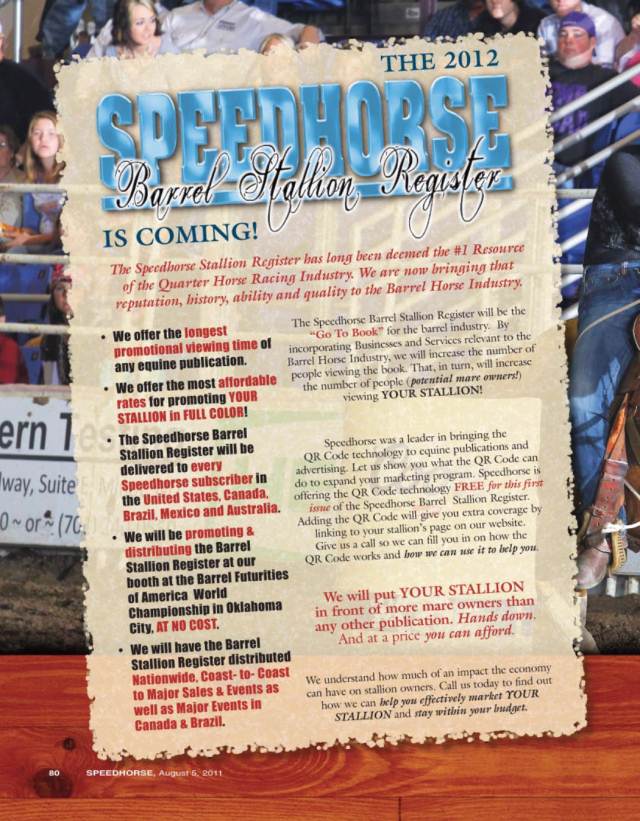 THE 2012
SPEEDHORSE
Barrel Stallion Register
IS COMING!
The Speedhorse Stallion Register has long been deemed the #1 Resource
of the Quarter Horse Racing Industry. We are now bringing that
reputation, history, ability and quality to the Barrel Horse Industry.
• We offer the longest
promotional viewing time of
any equine publication.
• We offer the most affordable
rates for promoting YOUR
STALLION in FULL COLOR!
• The Speedhorse Barrel
Stallion Register will be
delivered to every
Speedhorse subscriber in
the United States, Canada,
Brazil, Mexico and Australia.
• We will be promoting &
distributing the Barrel
Stallion Register at our
booth at the Barrel Futurities
of America World
Championship in Oklahoma
City, AT NO COST.
• We will have the Barrel
Stallion Register distributed
Nationwide, Coast- to- Coast
to Major Sales & Events as
well as Major Events in
Canada & Brazil.
The Speedhorse Barrel Stallion Register will be the
"Go To Book" for the barrel industry. By
incorporating Businesses and Services relevant to the
Barrel Horse Industry, we will increase the number of
people viewing the book. That, in turn, will increase
the number of people (potential mare owners!)
viewing YOUR STALLION!
Speedhorse was a leader in bringing the
QR Code technology to equine publications and
advertising. Let us show you what the QR Code can
do to expand your marketing program. Speedhorse is
offering the QR Code technology FREE for this first
issue of the Speedhorse Barrel Stallion Register.
Adding the QR Code will give you extra coverage by
linking to your stallion's page on our website.
Give us a call so we can fill you in on how the
QR Code works and how we can use it to help you.
We will put YOUR STALLION
in front of more mare owners than
any other publication. Hands down.
And at a price you can afford.
We understand how much of an impact the economy
can have on stallion owners. Call us today to find out
how we can help you effectively market YOUR
STALLION and stay within your budget.
ern Tes
way, Suite
0 ~ or ~ (70
80 SPEEDHORSE, August 5, 2011